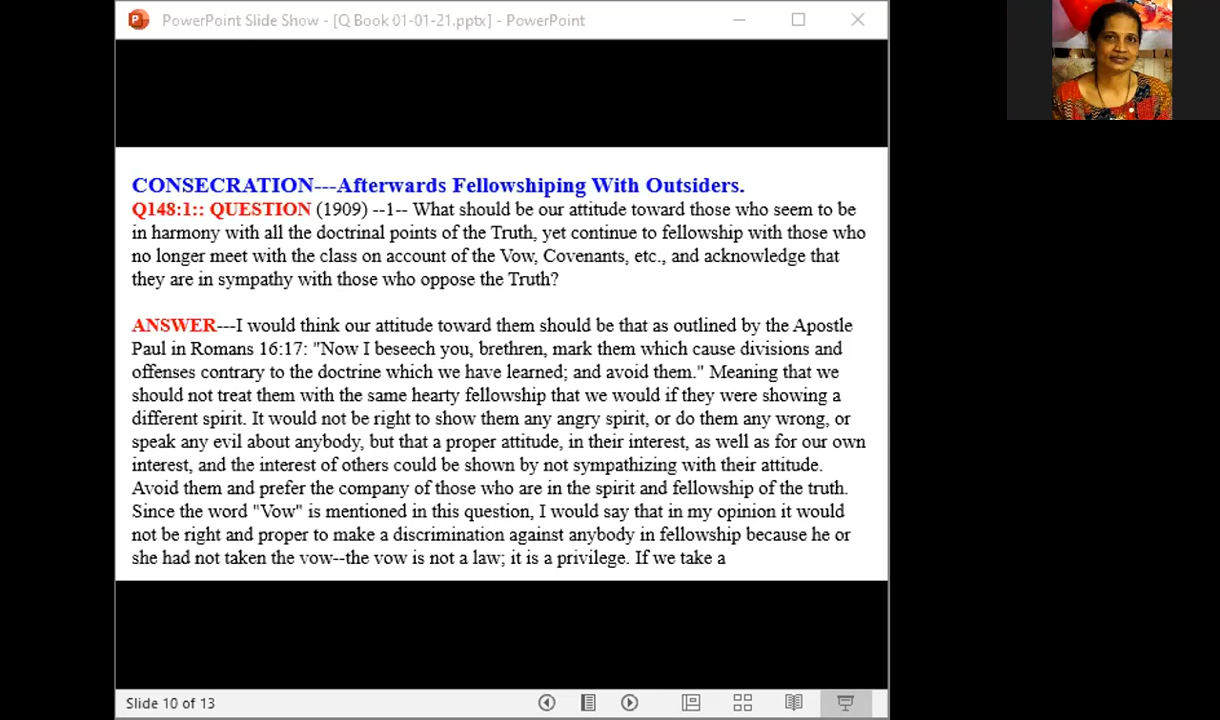 PowerPoint Slide Show - [Q Book 01-01-21.pptx] - PowerPoint
CONSECRATION---Afterwards Fellowshiping With Outsiders.
Q148:1:: QUESTION (1909) --1-- What should be our attitude toward those who seem to be
in harmony with all the doctrinal points of the Truth, yet continue to fellowship with those who
no longer meet with the class on account of the Vow, Covenants, etc., and acknowledge that
they are in sympathy with those who oppose the Truth?
ANSWER---I would think our attitude toward them should be that as outlined by the Apostle
Paul in Romans 16:17: "Now I beseech you, brethren, mark them which cause divisions and
offenses contrary to the doctrine which we have learned; and avoid them." Meaning that we
should not treat them with the same hearty fellowship that we would if they were showing a
different spirit. It would not be right to show them any angry spirit, or do them any wrong, or
speak any evil about anybody, but that a proper attitude, in their interest, as well as for our own
interest, and the interest of others could be shown by not sympathizing with their attitude.
Avoid them and prefer the company of those who are in the spirit and fellowship of the truth.
Since the word "Vow" is mentioned in this question, I would say that in my opinion it would
not be right and proper to make a discrimination against anybody in fellowship because he or
she had not taken the vow--the vow is not a law; it is a privilege. If we take a
Slide 10 of 13